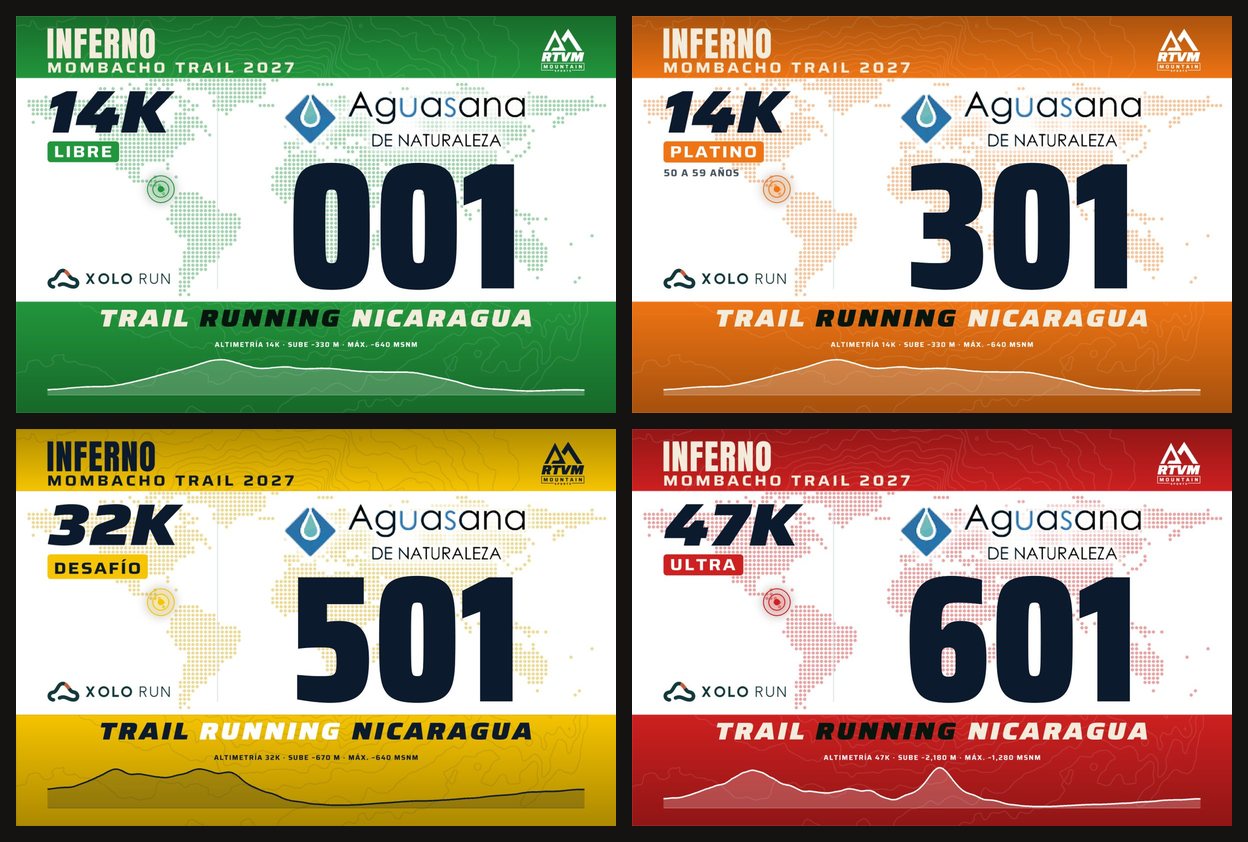 INFERNO
MOMBACHO TRAIL 2027
RTVM
MOUNTAIN
SPORTS
14K
LIBRE
Aguasana
DE NATURALEZA
001
XOLO RUN
TRAIL RUNNING NICARAGUA
ALTIMETRÍA 14K · SUBE ~330 M · MÁX. ~640 MSNM
INFERNO
MOMBACHO TRAIL 2027
RTVM
MOUNTAIN
SPORTS
14K
PLATINO
50 A 59 AÑOS
Aguasana
DE NATURALEZA
301
XOLO RUN
TRAIL RUNNING NICARAGUA
ALTIMETRÍA 14K · SUBE ~330 M · MÁX. ~640 MSNM
INFERNO
MOMBACHO TRAIL 2027
RTVM
MOUNTAIN
SPORTS
32K
DESAFÍO
Aguasana
DE NATURALEZA
501
XOLO RUN
TRAIL RUNNING NICARAGUA
ALTIMETRÍA 32K · SUBE ~670 M · MÁX. ~640 MSNM
INFERNO
MOMBACHO TRAIL 2027
RTVM
MOUNTAIN
SPORTS
47K
ULTRA
Aguasana
DE NATURALEZA
601
XOLO RUN
TRAIL RUNNING NICARAGUA
ALTIMETRÍA 47K · SUBE ~2,180 M · MÁX. ~1,280 MSNM